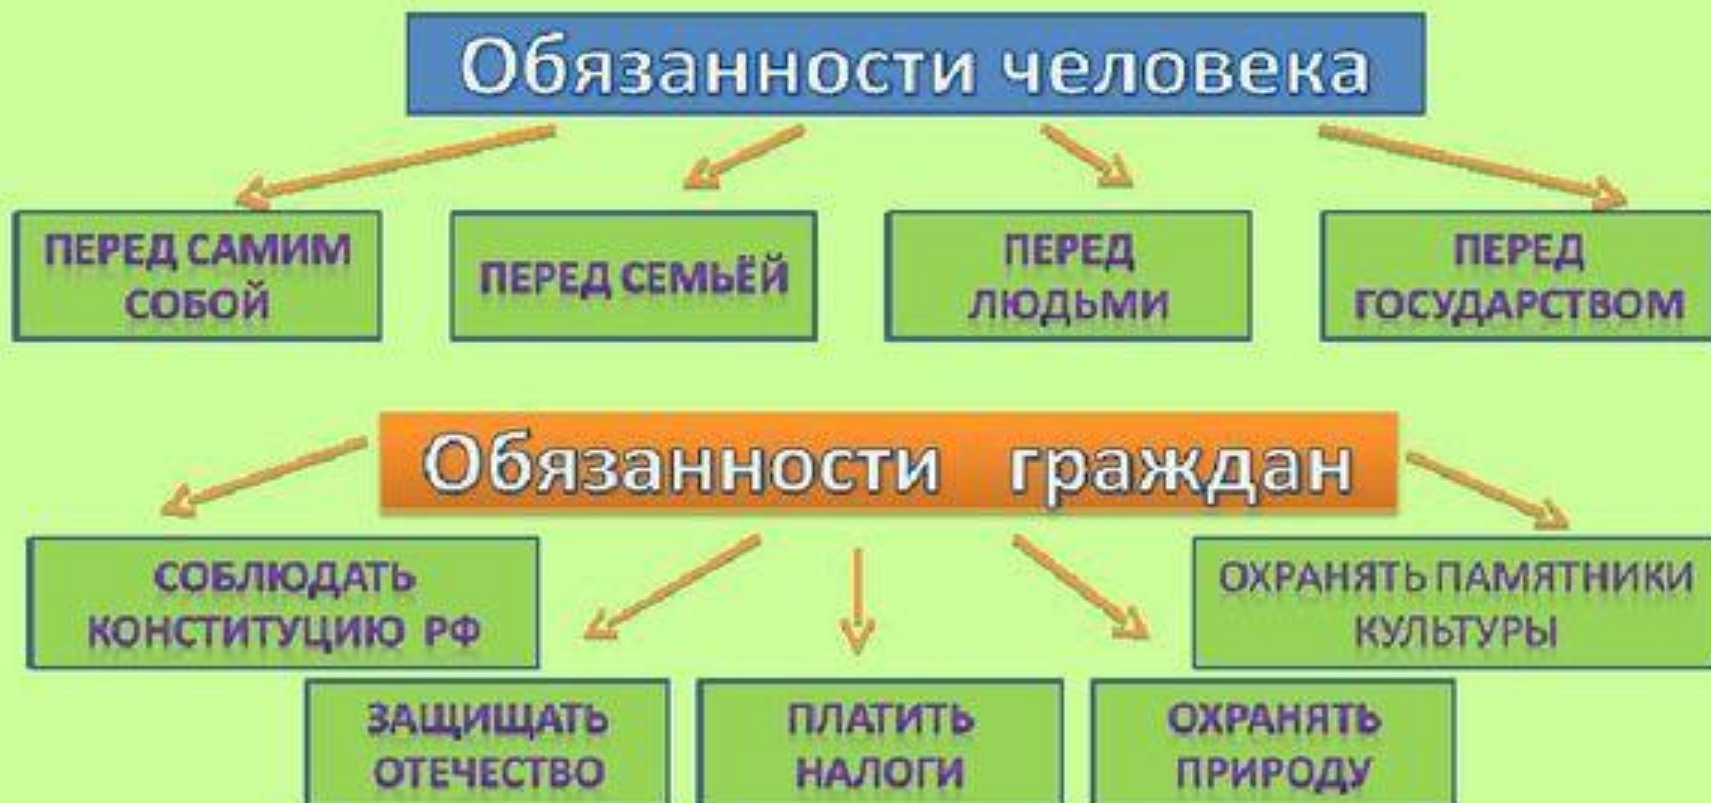 Обязанности человека
ПЕРЕД САМИМ
СОБОЙ
ПЕРЕД СЕМЬЁЙ
ПЕРЕД
ЛЮДЬМИ
ПЕРЕД
ГОСУДАРСТВОМ
Обязанности граждан
СОБЛЮДАТЬ
КОНСТИТУЦИЮ РФ
ЗАЩИЩАТЬ
ОТЕЧЕСТВО
ПЛАТИТЬ
НАЛОГИ
ОХРАНЯТЬ
ПРИРОДУ
ОХРАНЯТЬ ПАМЯТНИКИ
КУЛЬТУРЫ